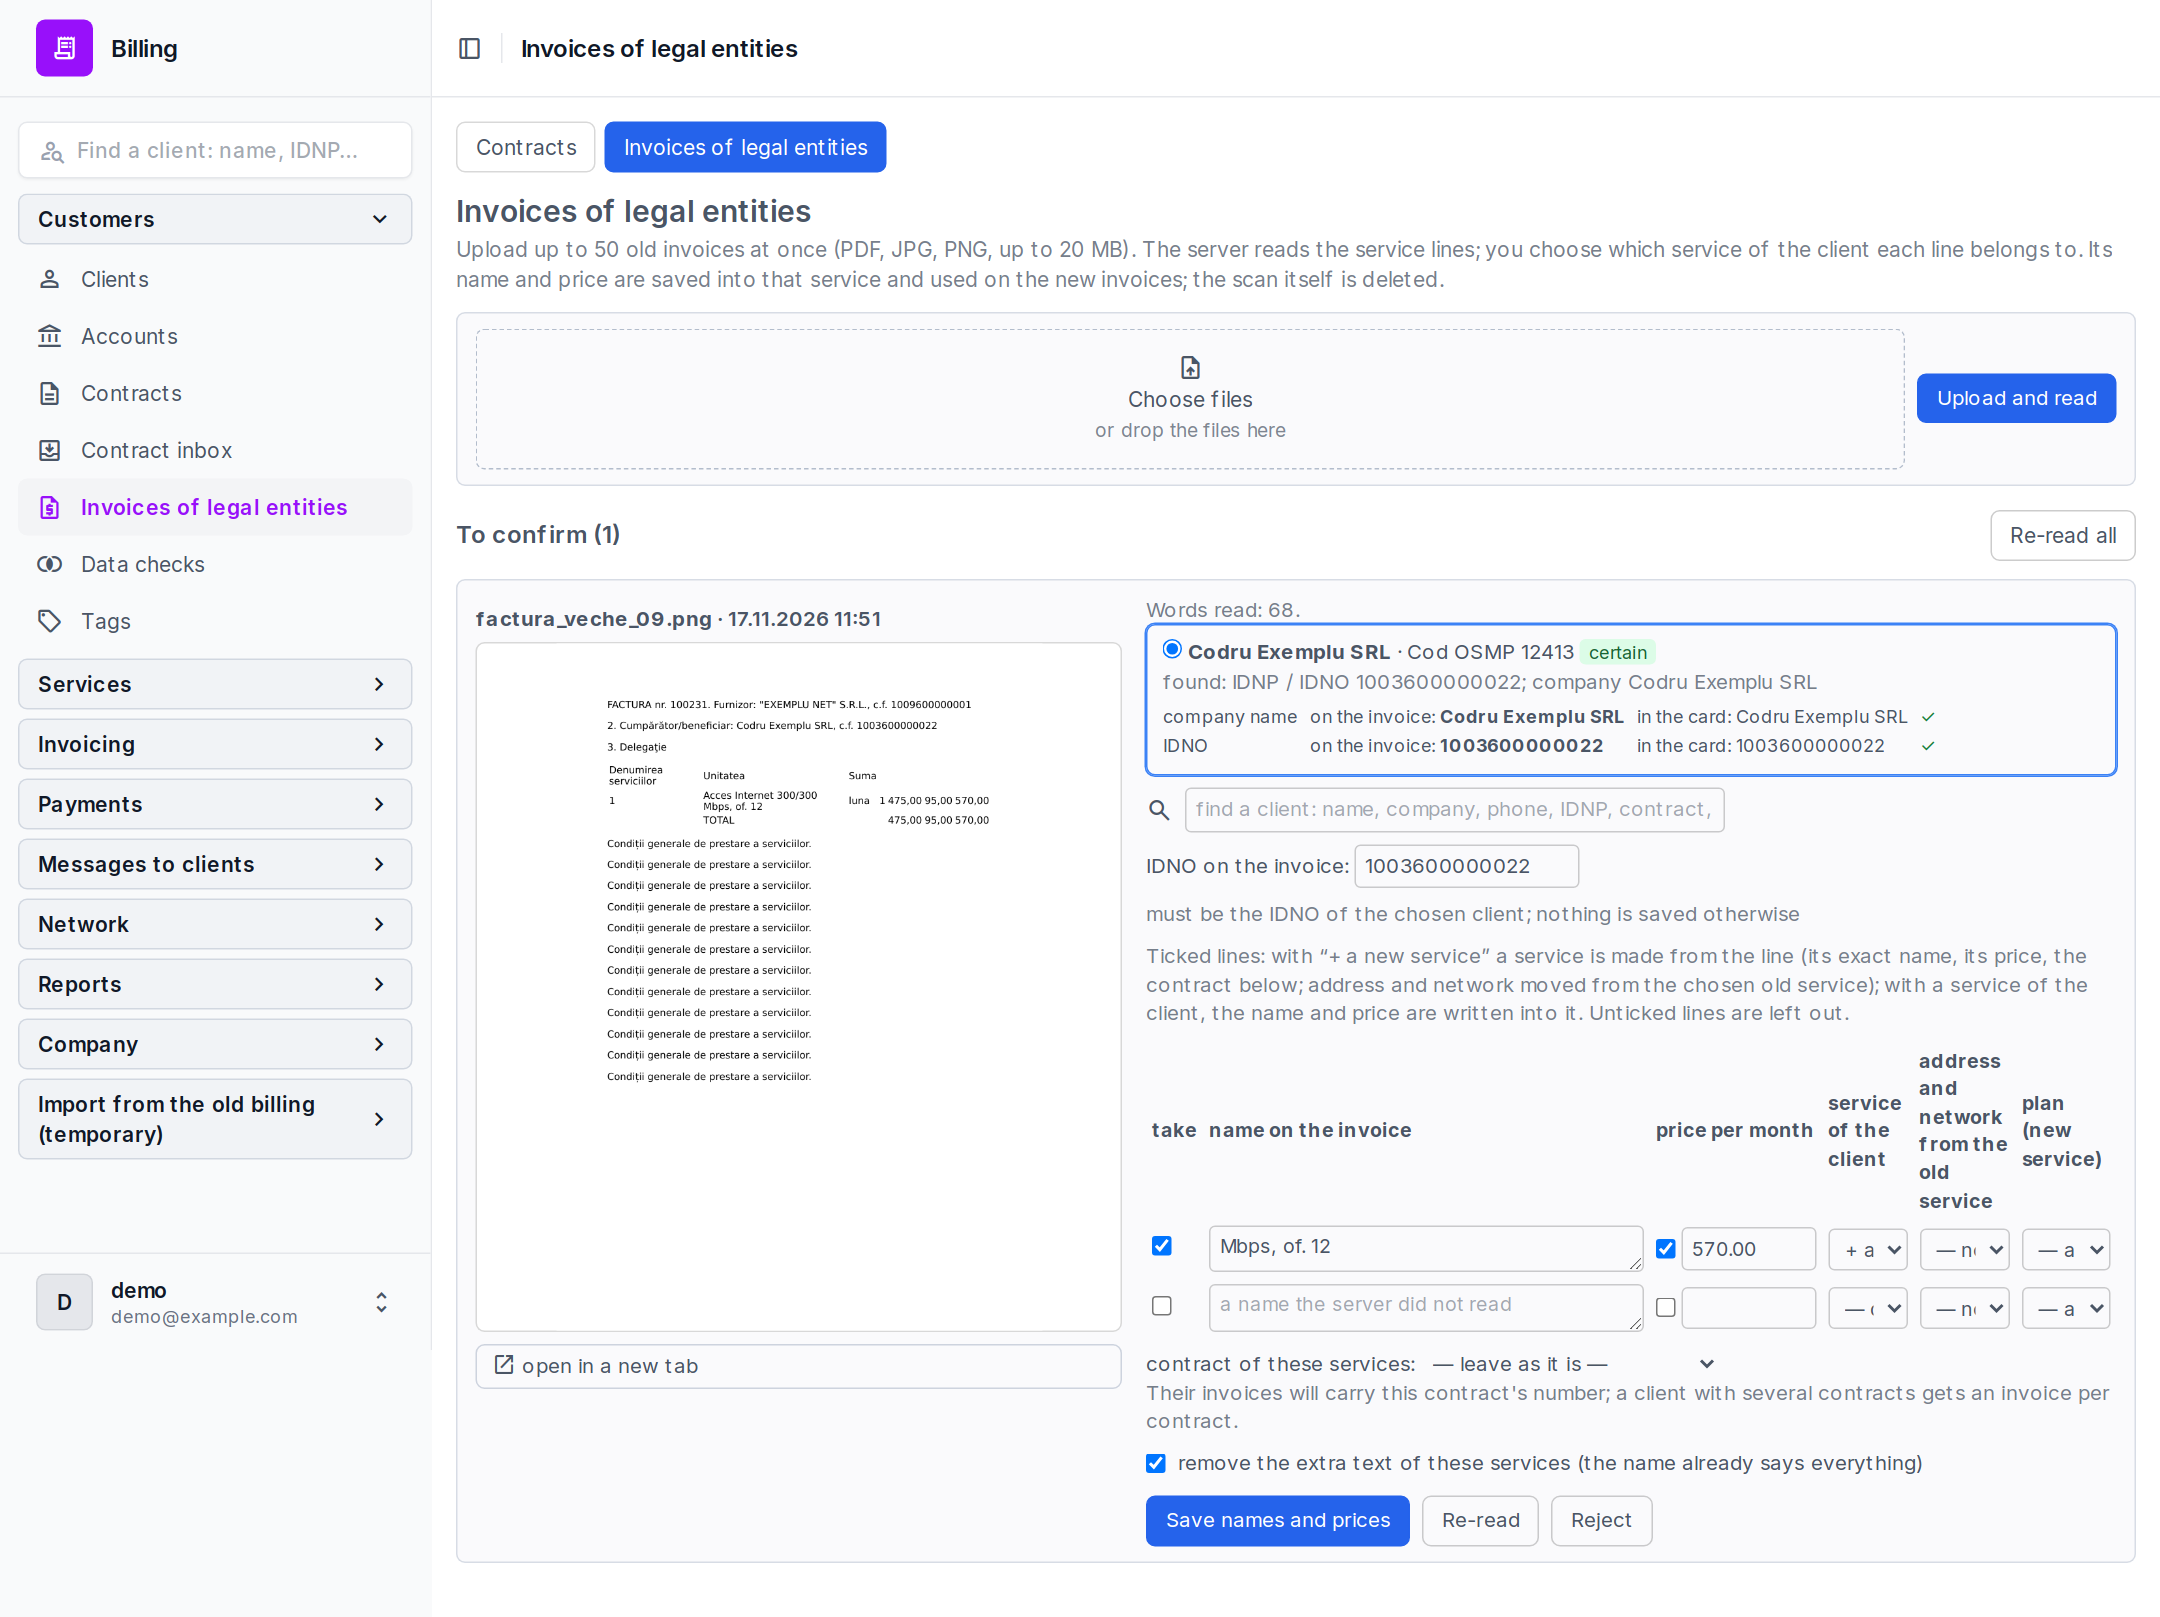 Billing
Invoices of legal entities
Find a client: name, IDNP...
Customers
Clients
Accounts
Contracts
Contract inbox
Invoices of legal entities
Data checks
Tags
Services
Invoicing
Payments
Messages to clients
Network
Reports
Company
Import from the old billing
(temporary)
D
demo
demo@example.com
Contracts
Invoices of legal entities
Invoices of legal entities
Upload up to 50 old invoices at once (PDF, JPG, PNG, up to 20 MB). The server reads the service lines; you choose which service of the client each line belongs to. Its
name and price are saved into that service and used on the new invoices; the scan itself is deleted.
Choose files
or drop the files here
Upload and read
To confirm (1)
Re-read all
factura_veche_09.png · 17.11.2026 11:51
FACTURA nr. 100231. Furnizor: "EXEMPLU NET" S.R.L., c.f. 1009600000001
2. Cumpărător/beneficiar: Codru Exemplu SRL, c.f. 1003600000022
3. Delegație
Denumirea
serviciilor
Unitatea
Suma
1
Acces Internet 300/300
Mbps, of. 12
luna
1 475,00 95,00 570,00
TOTAL
475,00 95,00 570,00
Condiții generale de prestare a serviciilor.
Condiții generale de prestare a serviciilor.
Condiții generale de prestare a serviciilor.
Condiții generale de prestare a serviciilor.
Condiții generale de prestare a serviciilor.
Condiții generale de prestare a serviciilor.
Condiții generale de prestare a serviciilor.
Condiții generale de prestare a serviciilor.
Condiții generale de prestare a serviciilor.
Condiții generale de prestare a serviciilor.
Condiții generale de prestare a serviciilor.
Condiții generale de prestare a serviciilor.
open in a new tab
Words read: 68.
Codru Exemplu SRL · Cod OSMP 12413 certain
found: IDNP / IDNO 1003600000022; company Codru Exemplu SRL
company name on the invoice: Codru Exemplu SRL in the card: Codru Exemplu SRL ✓
IDNO on the invoice: 1003600000022 in the card: 1003600000022 ✓
find a client: name, company, phone, IDNP, contract,
IDNO on the invoice: 1003600000022
must be the IDNO of the chosen client; nothing is saved otherwise
Ticked lines: with “+ a new service” a service is made from the line (its exact name, its price, the
contract below; address and network moved from the chosen old service); with a service of the
client, the name and price are written into it. Unticked lines are left out.
take
name on the invoice
price per month
service
of the
client
address
and
network
from the
old
service
plan
(new
service)
Mbps, of. 12
570.00
+ a
— n
— a
a name the server did not read
—
— n
— a
contract of these services: — leave as it is —
Their invoices will carry this contract's number; a client with several contracts gets an invoice per
contract.
remove the extra text of these services (the name already says everything)
Save names and prices
Re-read
Reject